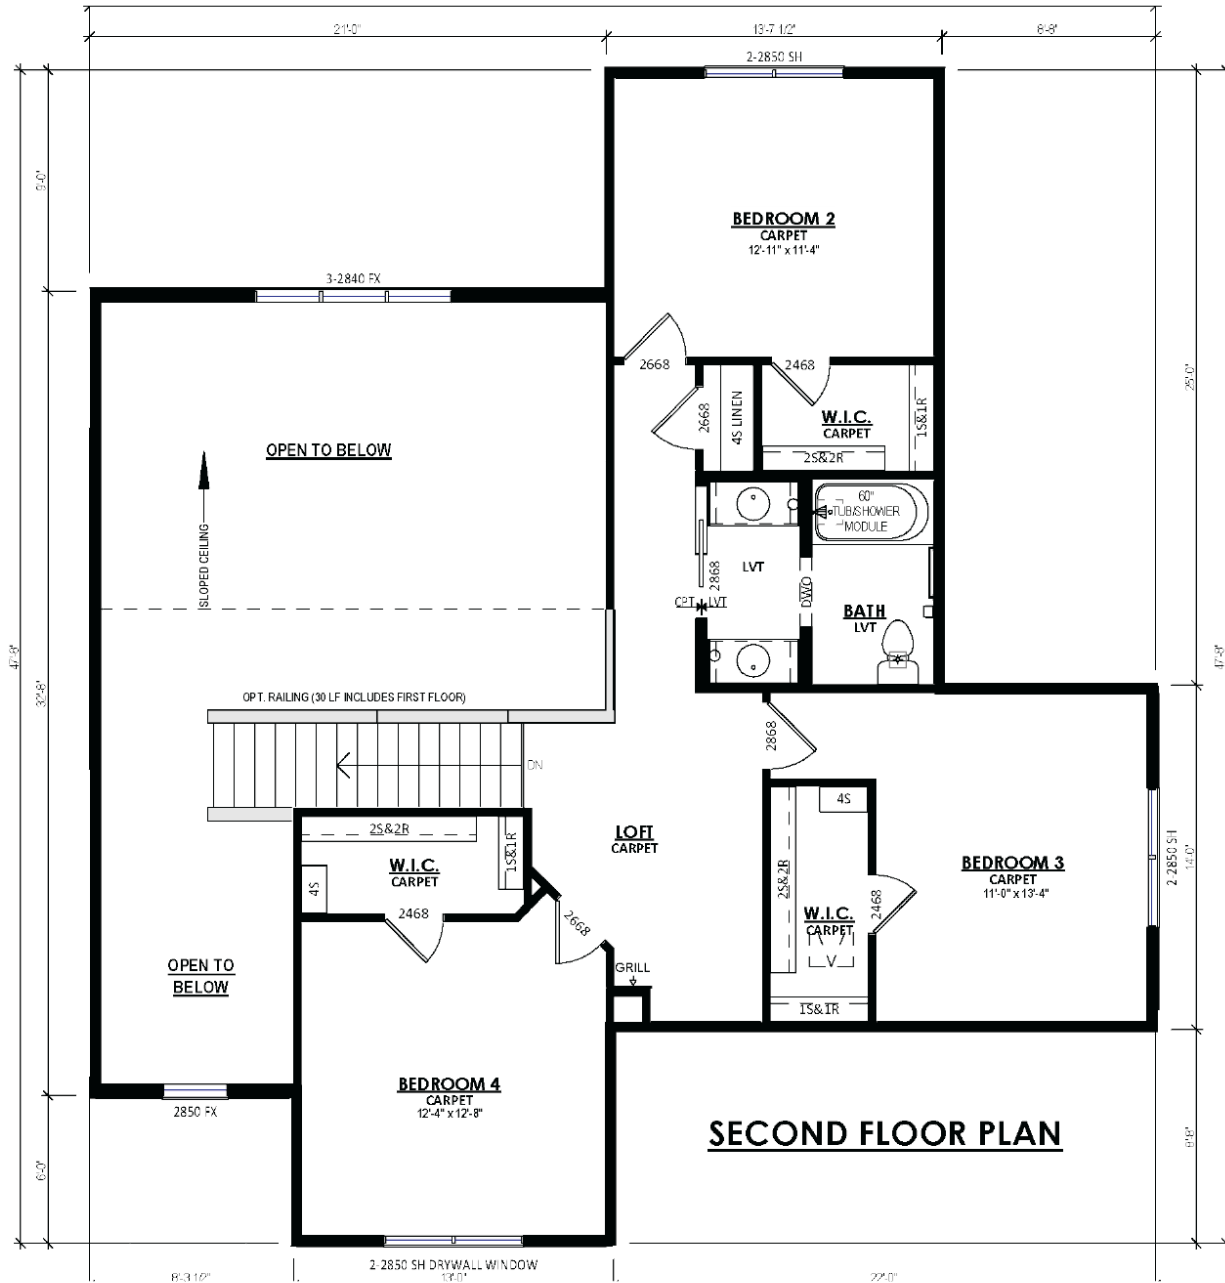 21'-0"
13'-7 1/2"
8'-8"
2-2850 SH
9'-0"
BEDROOM 2
CARPET
12'-11" x 11'-4"
3-2840 FX
2668
2468
2668
4S LINEN
W.I.C.
CARPET
1S&1R
2S&2R
25'-0"
OPEN TO BELOW
SLOPED CEILING
60"
TUB/SHOWER
MODULE
LVT
2868
CPT
LVT
DWO
BATH
LVT
47'-8"
32'-8"
47'-8"
OPT. RAILING (30 LF INCLUDES FIRST FLOOR)
DN
2868
4S
2S&2R
1S&1R
W.I.C.
CARPET
4S
2468
LOFT
CARPET
2668
2S&2R
W.I.C.
CARPET
2468
BEDROOM 3
CARPET
11'-0" x 13'-4"
2-2850 SH
14'-0"
OPEN TO
BELOW
GRILL
1S&1R
BEDROOM 4
CARPET
12'-4" x 12'-8"
2850 FX
SECOND FLOOR PLAN
6'-0"
2-2850 SH DRYWALL WINDOW
8'-3 1/2"
13'-0"
22'-0"